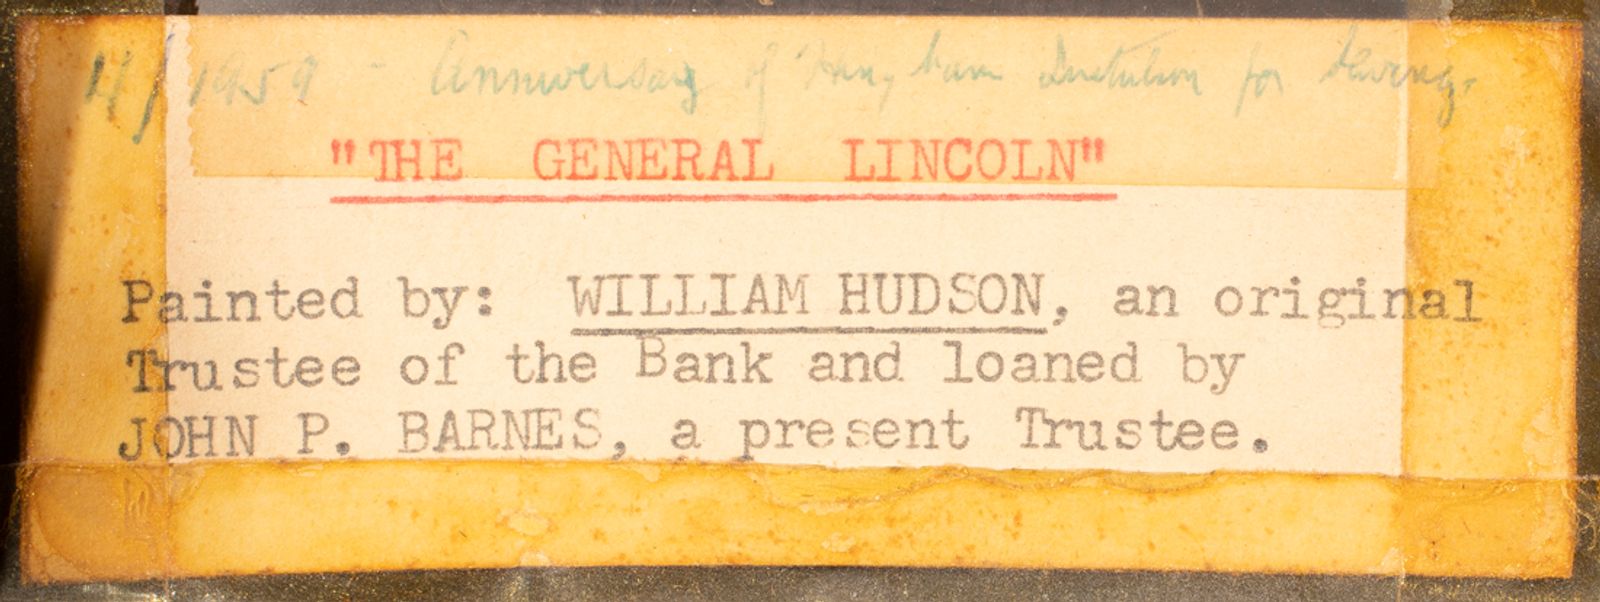 4/1959 - Anniversary of Hingham Institution for Savings.
"THE GENERAL LINCOLN"
Painted by: WILLIAM HUDSON, an original
Trustee of the Bank and loaned by
JOHN P. BARNES, a present Trustee.